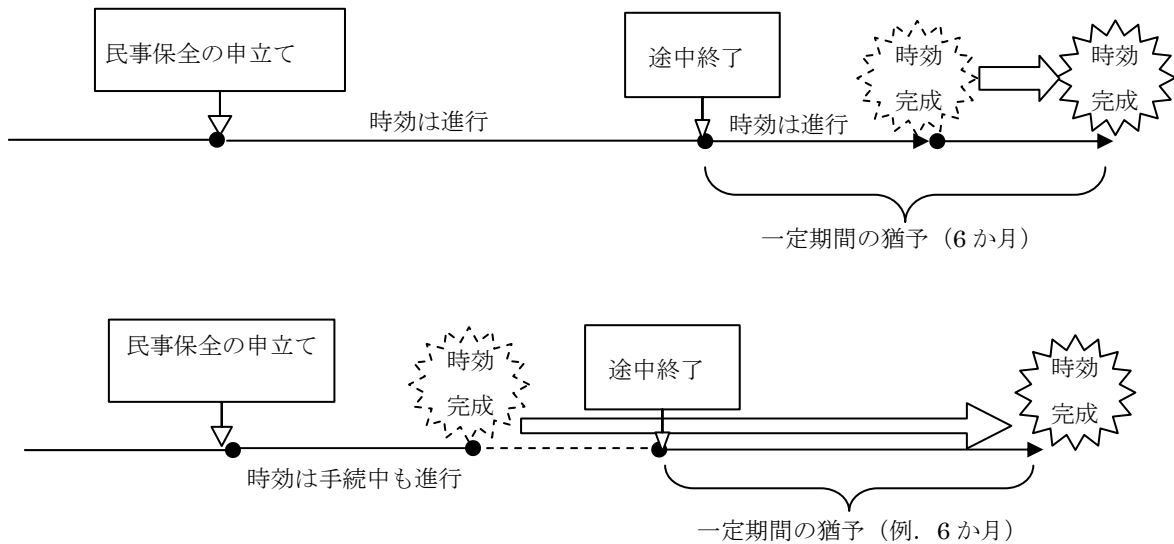 民事保全の申立て
途中終了
時効
完成
時効
完成
時効は進行
時効は進行
一定期間の猶予（6 か月）
民事保全の申立て
時効
完成
途中終了
時効
完成
時効は手続中も進行
一定期間の猶予（例．6 か月）